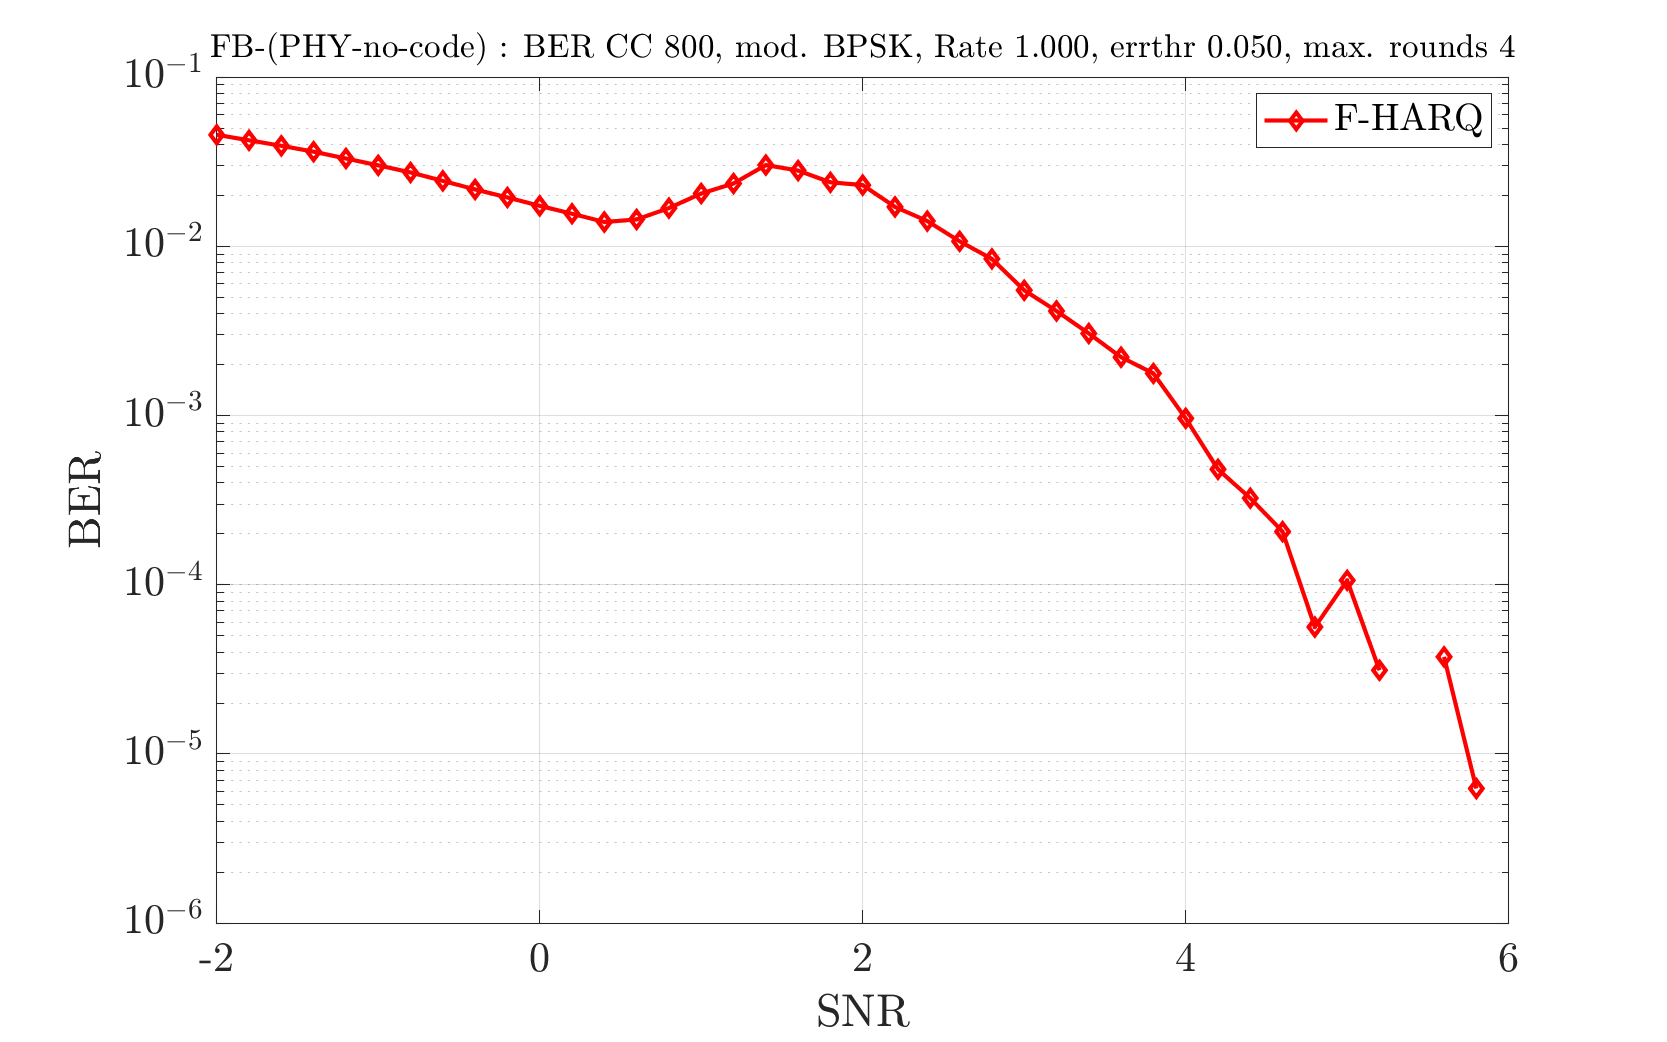 FB-(PHY-no-code) : BER CC 800, mod. BPSK, Rate 1.000, errthr 0.050, max. rounds 4
F-HARQ
10⁻¹
10⁻²
10⁻³
10⁻⁴
10⁻⁵
10⁻⁶
BER
-2 0 2 4 6
SNR